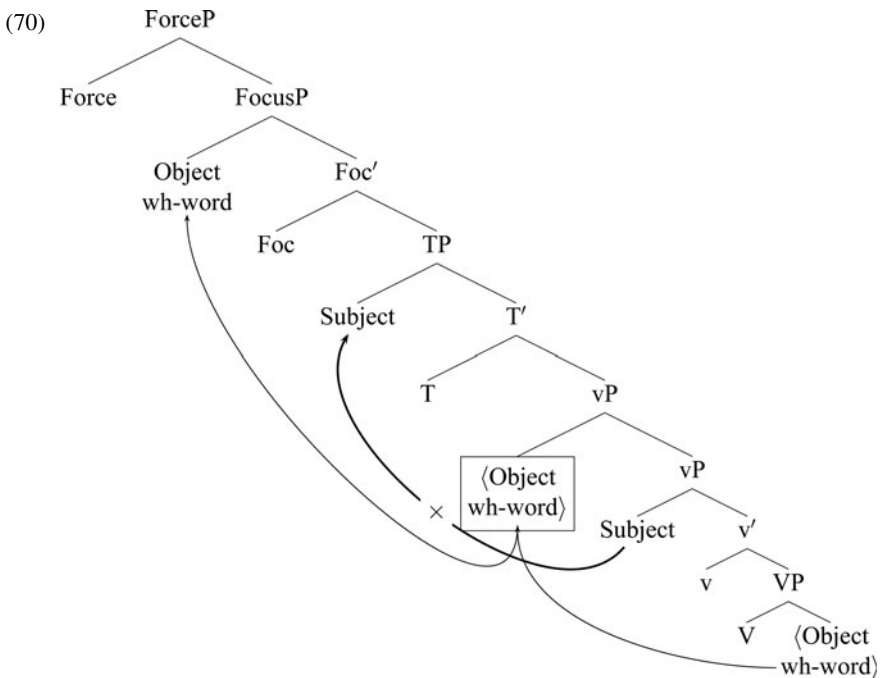 (70)
ForceP
Force FocusP
Object Foc′
wh-word
Foc TP
Subject T′
T vP
⟨Object vP
wh-word⟩
×
Subject v′
v VP
V ⟨Object
wh-word⟩